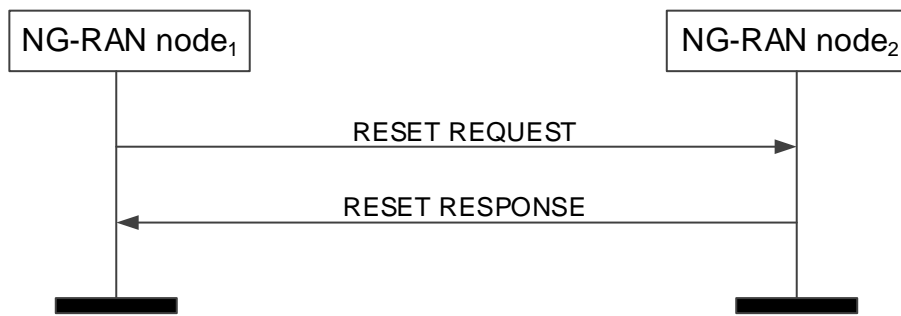 NG-RAN node₁
NG-RAN node₂
RESET REQUEST
RESET RESPONSE